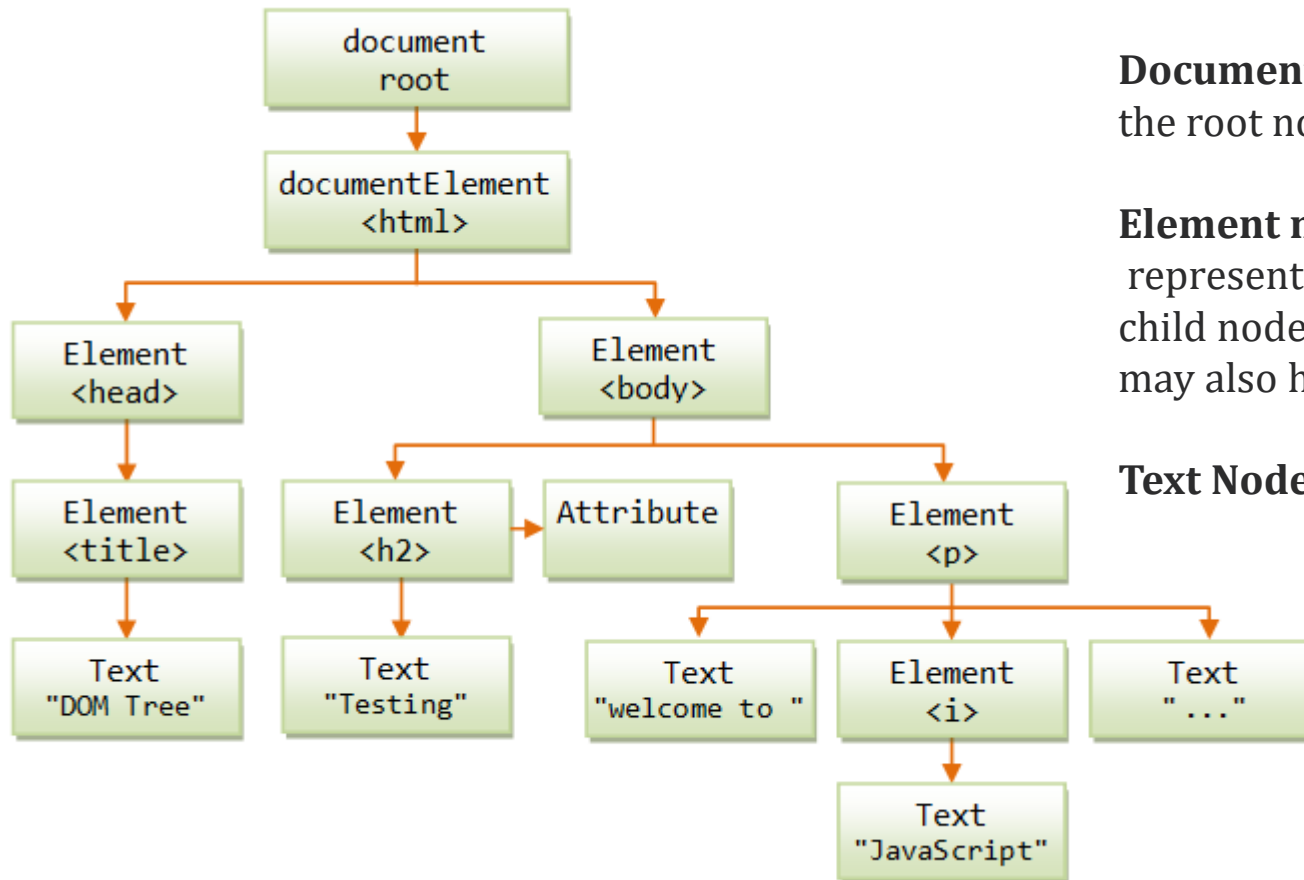 document
root
documentElement
<html>
Element
<head>
Element
<body>
Element
<title>
Element
<h2>
Attribute
Element
<p>
Text
"DOM Tree"
Text
"Testing"
Text
"welcome to "
Element
<i>
Text
"..."
Text
"JavaScript"
Documen
the root no
Element n
represent
child node
may also h
Text Node